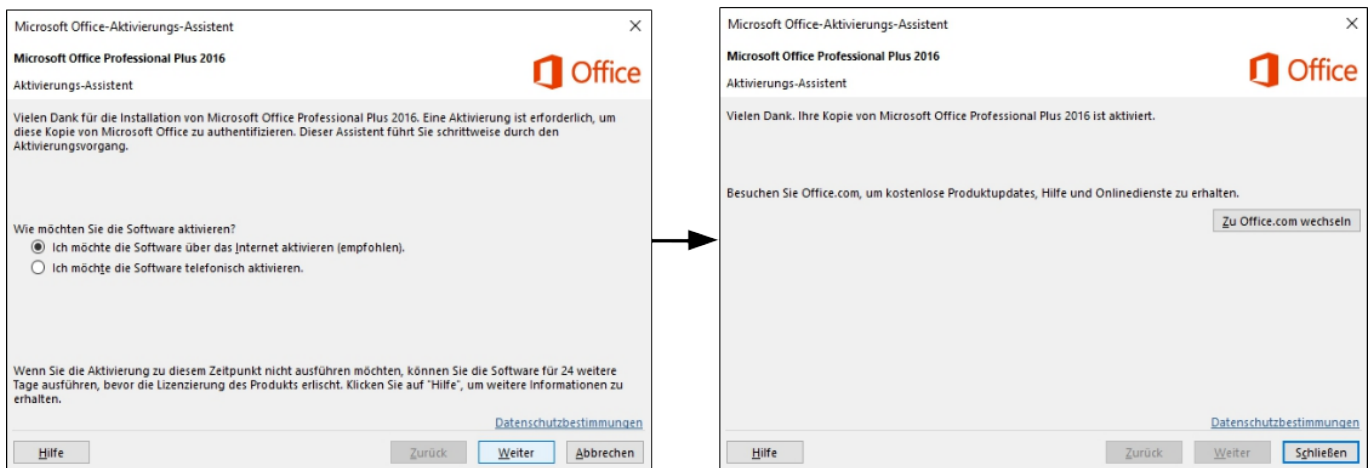 Microsoft Office-Aktivierungs-Assistent
Microsoft Office Professional Plus 2016
Office
Aktivierungs-Assistent
Vielen Dank für die Installation von Microsoft Office Professional Plus 2016. Eine Aktivierung ist erforderlich, um
diese Kopie von Microsoft Office zu authentifizieren. Dieser Assistent führt Sie schrittweise durch den
Aktivierungsvorgang.
Wie möchten Sie die Software aktivieren?
Ich möchte die Software über das Internet aktivieren (empfohlen).
Ich möchte die Software telefonisch aktivieren.
Wenn Sie die Aktivierung zu diesem Zeitpunkt nicht ausführen möchten, können Sie die Software für 24 weitere
Tage ausführen, bevor die Lizenzierung des Produkts erlischt. Klicken Sie auf "Hilfe", um weitere Informationen zu
erhalten.
Datenschutzbestimmungen
Hilfe Zurück Weiter Abbrechen
Microsoft Office-Aktivierungs-Assistent
Microsoft Office Professional Plus 2016
Office
Aktivierungs-Assistent
Vielen Dank. Ihre Kopie von Microsoft Office Professional Plus 2016 ist aktiviert.
Besuchen Sie Office.com, um kostenlose Produktupdates, Hilfe und Onlinedienste zu erhalten.
Zu Office.com wechseln
Datenschutzbestimmungen
Hilfe Zurück Weiter Schließen